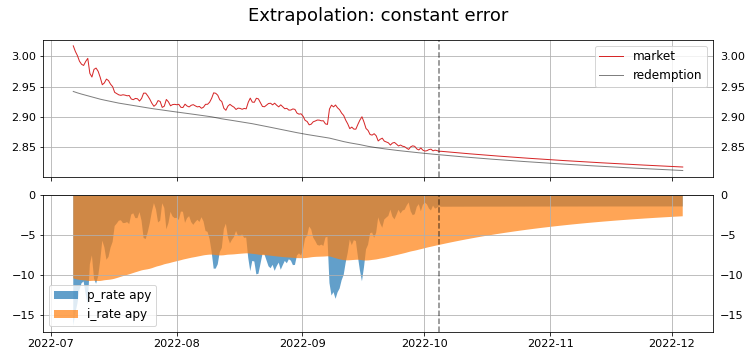 Extrapolation: constant error
3.00 3.00
2.95 2.95
2.90 2.90
2.85 2.85
market
redemption
0 0
−5 −5
−10 −10
−15 −15
p_rate apy
i_rate apy
2022-07 2022-08 2022-09 2022-10 2022-11 2022-12